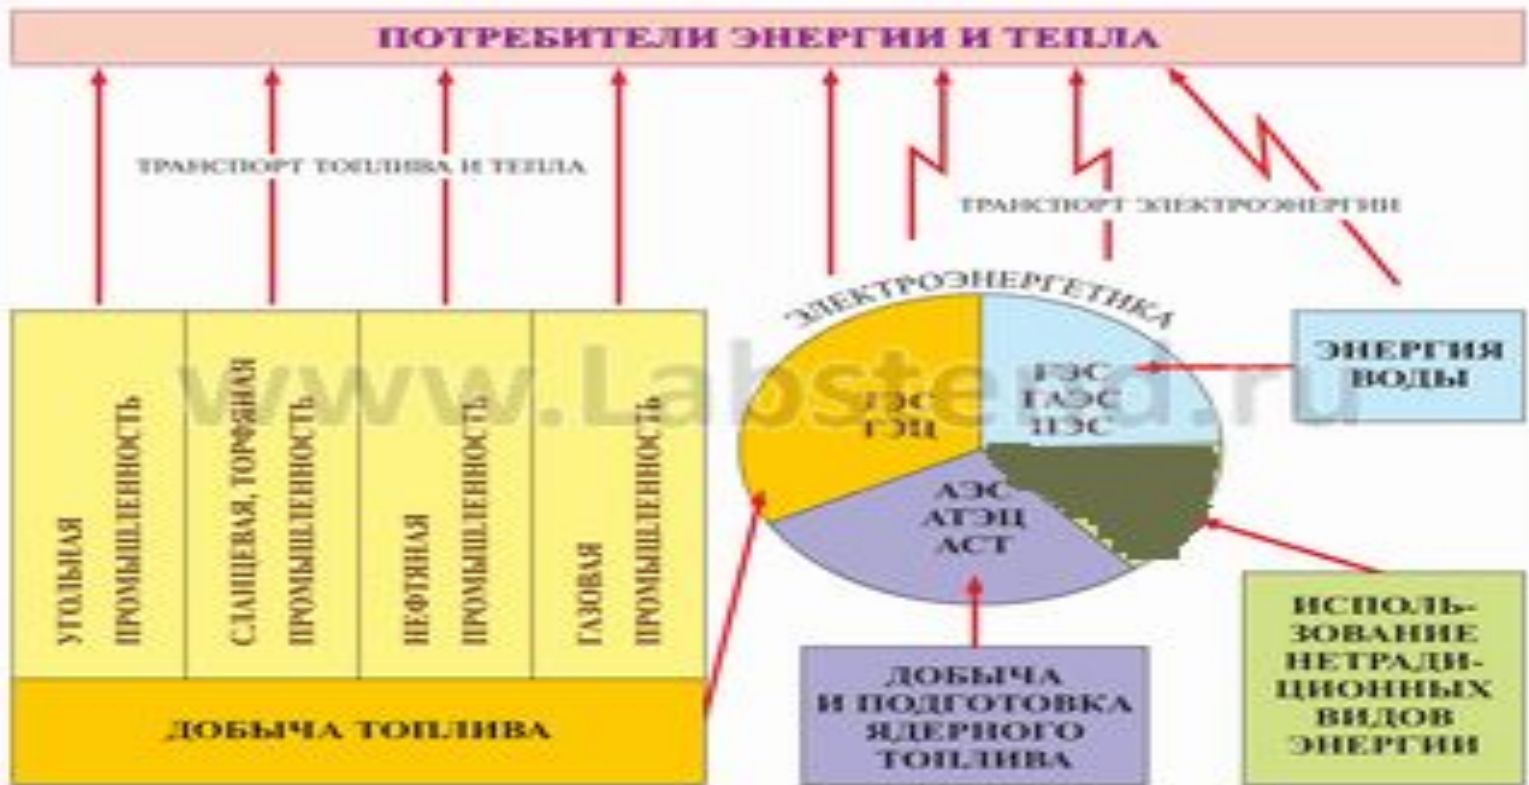 ПОТРЕБИТЕЛИ ЭНЕРГИИ И ТЕПЛА
ТРАНСПОРТ ТОПЛИВА И ТЕПЛА
ТРАНСПОРТ ЭЛЕКТРОЭНЕРГИИ
УГОЛЬНАЯ
ПРОМЫШЛЕННОСТЬ
СЛАНЦЕВАЯ, ТОРФЯНАЯ
ПРОМЫШЛЕННОСТЬ
НЕФТЯНАЯ
ПРОМЫШЛЕННОСТЬ
ГАЗОВАЯ
ПРОМЫШЛЕННОСТЬ
ДОБЫЧА ТОПЛИВА
ЭЛЕКТРОЭНЕРГЕТИКА
ТЭС
ТЭЦ
ГЭС
ГАЭС
ПЭС
АЭС
АТЭЦ
АСТ
ЭНЕРГИЯ
ВОДЫ
ДОБЫЧА
И ПОДГОТОВКА
ЯДЕРНОГО
ТОПЛИВА
ИСПОЛЬ-
ЗОВАНИЕ
НЕТРАДИ-
ЦИОННЫХ
ВИДОВ
ЭНЕРГИИ
www.Labstend.ru